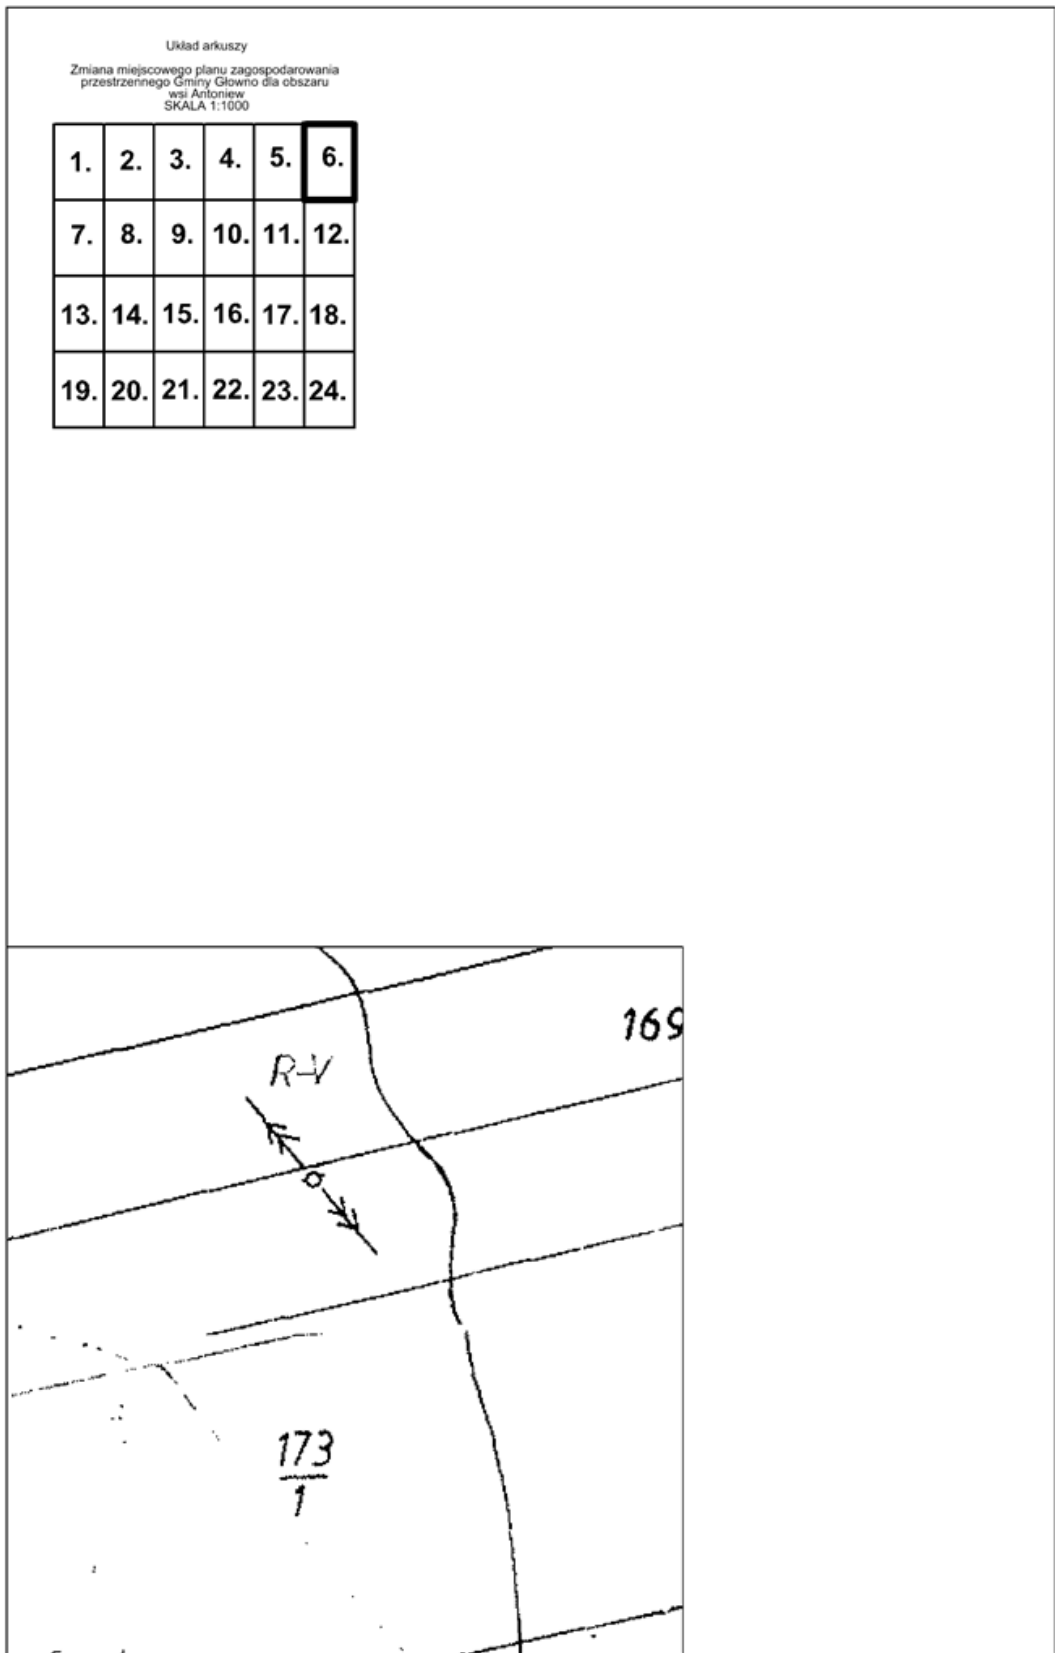 Układ arkuszy
Zmiana miejscowego planu zagospodarowania
przestrzennego Gminy Głowno dla obszaru
wsi Antoniew
SKALA 1:1000
1. 2. 3. 4. 5. 6.
7. 8. 9. 10. 11. 12.
13. 14. 15. 16. 17. 18.
19. 20. 21. 22. 23. 24.
169
R-V
173
1